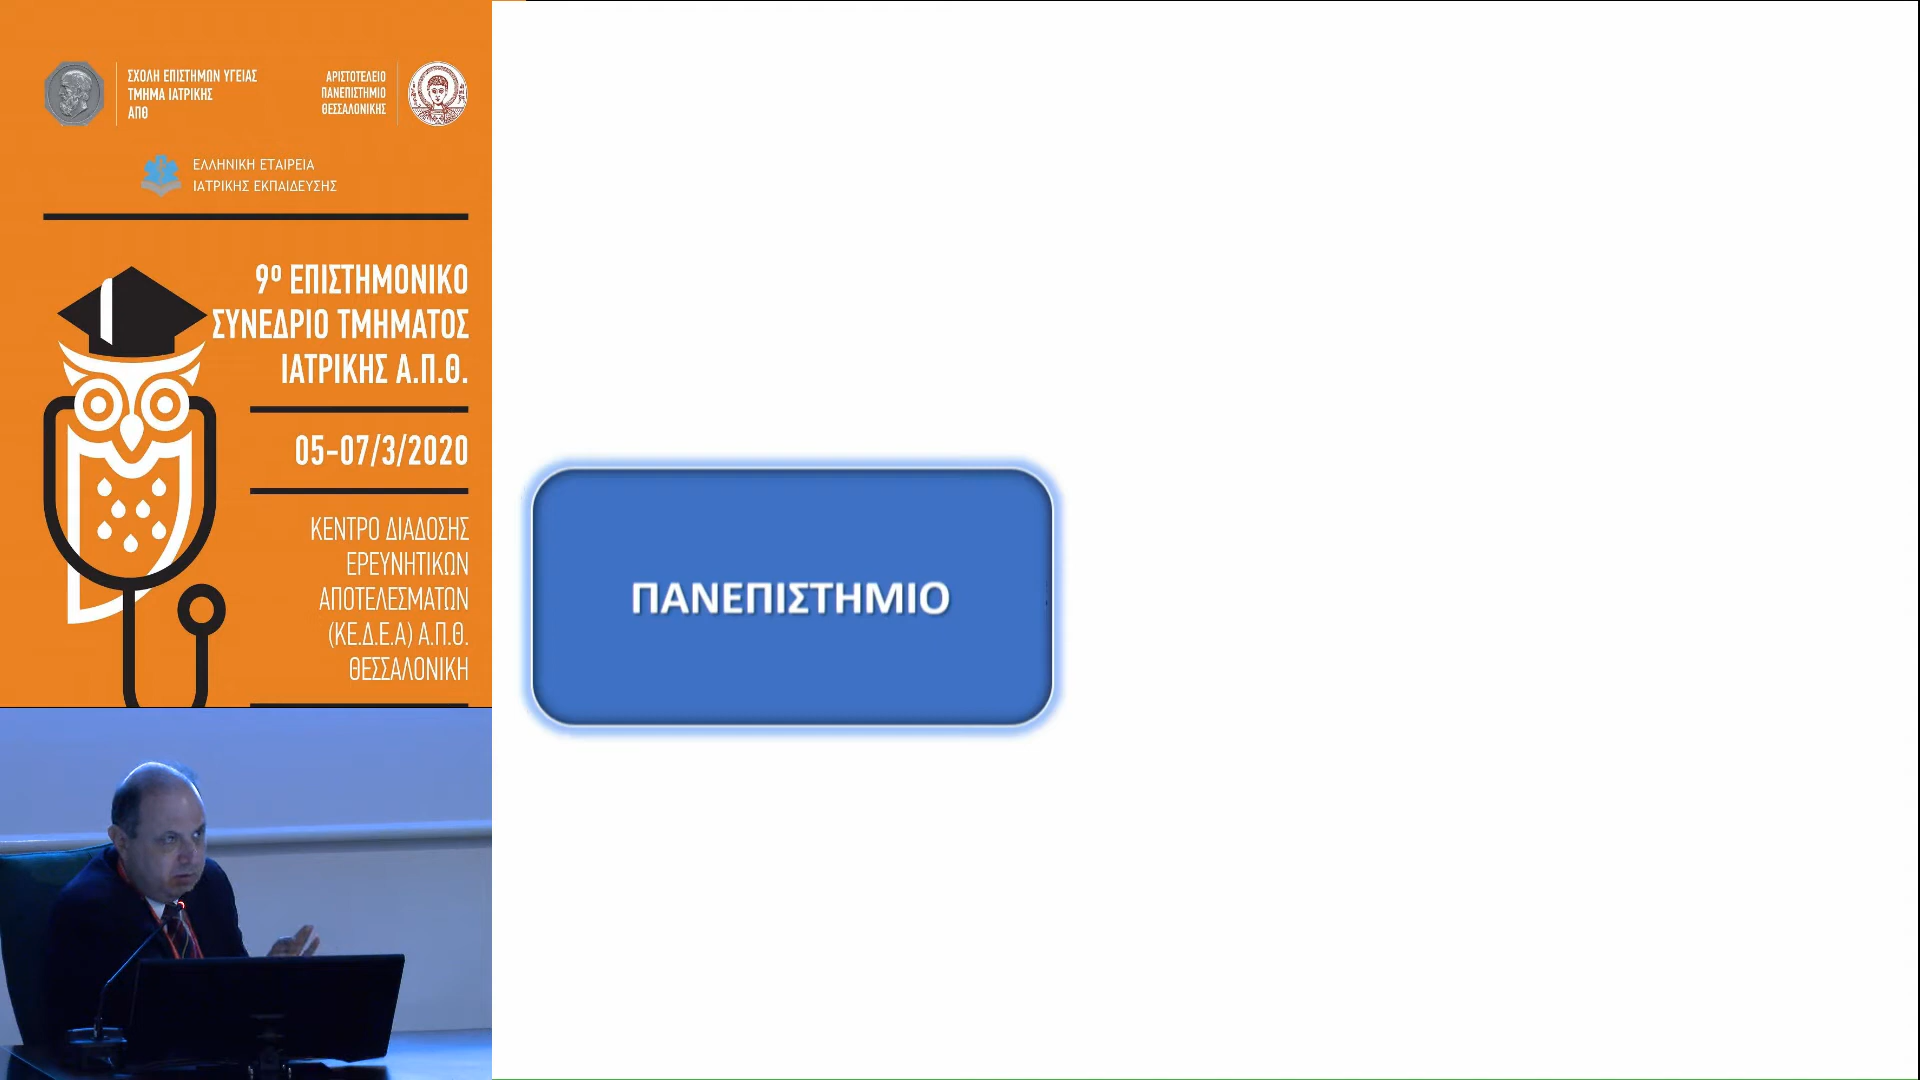 ΣΧΟΛΗ ΕΠΙΣΤΗΜΩΝ ΥΓΕΙΑΣ
ΤΜΗΜΑ ΙΑΤΡΙΚΗΣ
ΑΠΘ
ΑΡΙΣΤΟΤΕΛΕΙΟ
ΠΑΝΕΠΙΣΤΗΜΙΟ
ΘΕΣΣΑΛΟΝΙΚΗΣ
ΕΛΛΗΝΙΚΗ ΕΤΑΙΡΕΙΑ
ΙΑΤΡΙΚΗΣ ΕΚΠΑΙΔΕΥΣΗΣ
9º ΕΠΙΣΤΗΜΟΝΙΚΟ
ΣΥΝΕΔΡΙΟ ΤΜΗΜΑΤΟΣ
ΙΑΤΡΙΚΗΣ Α.Π.Θ.
05-07/3/2020
ΚΕΝΤΡΟ ΔΙΑΔΟΣΗΣ
ΕΡΕΥΝΗΤΙΚΩΝ
ΑΠΟΤΕΛΕΣΜΑΤΩΝ
(ΚΕ.Δ.Ε.Α) Α.Π.Θ.
ΘΕΣΣΑΛΟΝΙΚΗ
ΠΑΝΕΠΙΣΤΗΜΙΟ